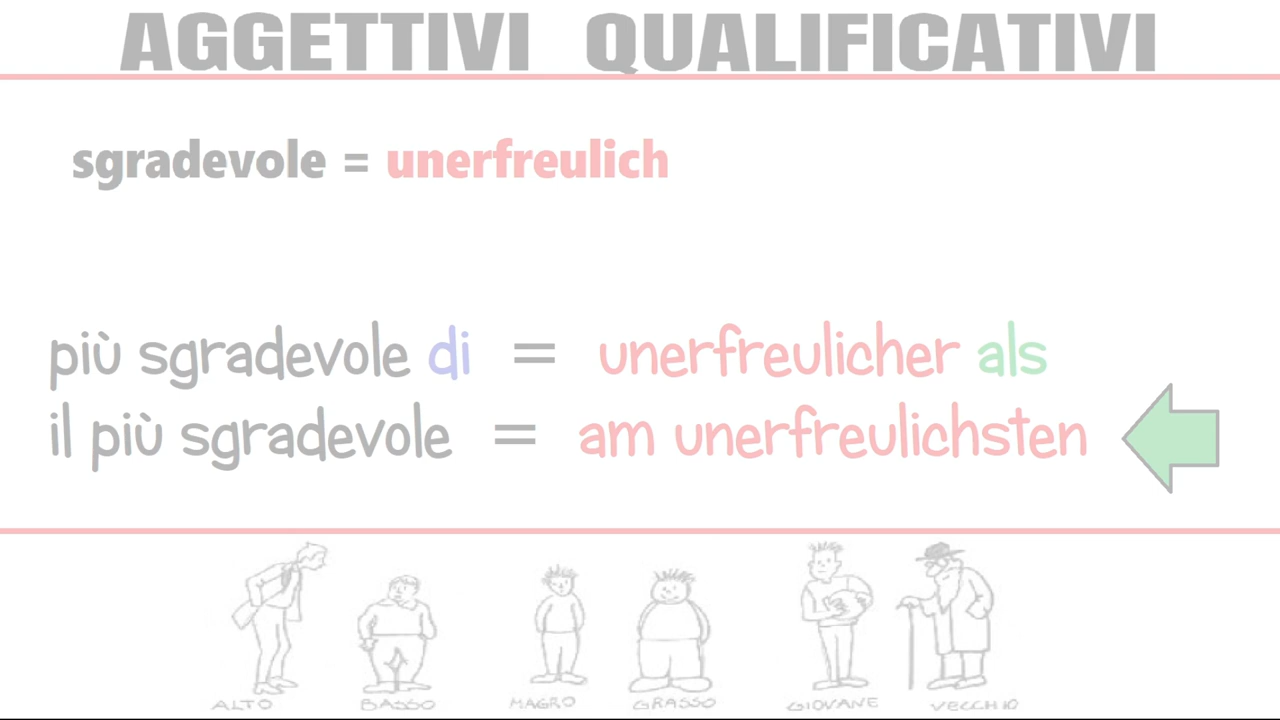 AGGETTIVI QUALIFICATIVI
sgradevole = unerfreulich
più sgradevole di = unerfreulicher als
il più sgradevole = am unerfreulichsten
ALTO BASSO MAGRO GRASSO GIOVANE VECCHIO